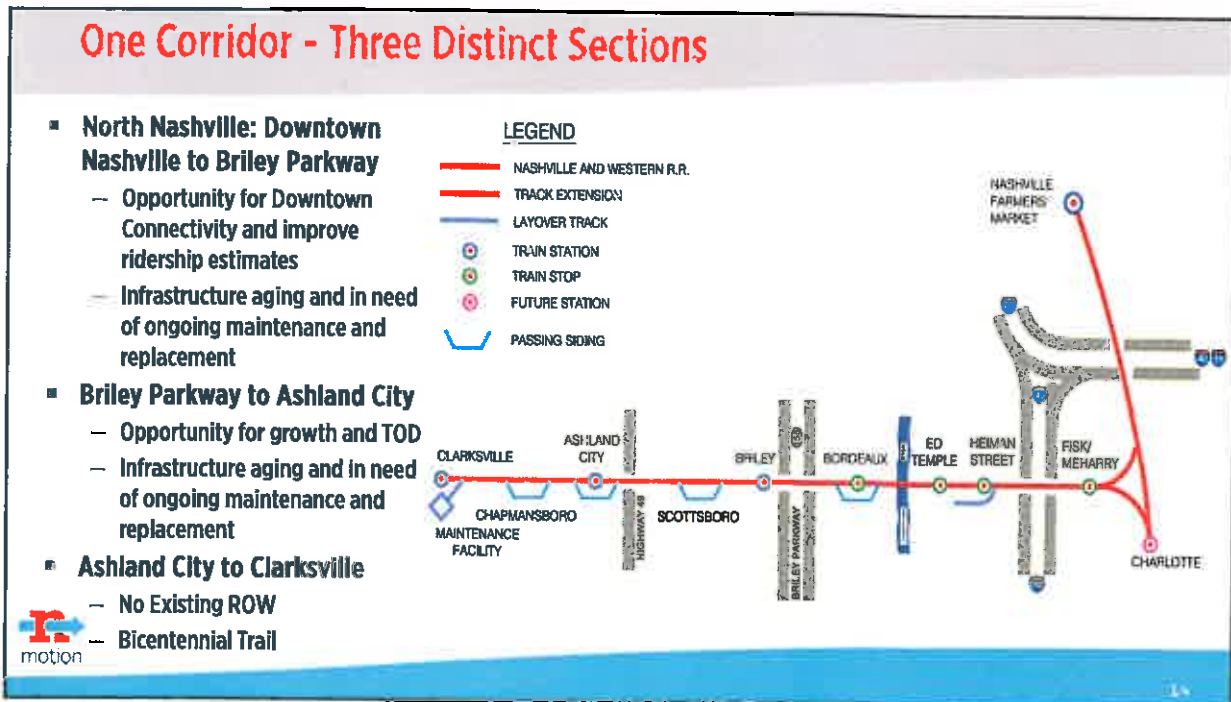 One Corridor - Three Distinct Sections
▪ North Nashville: Downtown
Nashville to Briley Parkway
– Opportunity for Downtown
Connectivity and improve
ridership estimates
– Infrastructure aging and in need
of ongoing maintenance and
replacement
▪ Briley Parkway to Ashland City
– Opportunity for growth and TOD
– Infrastructure aging and in need
of ongoing maintenance and
replacement
▪ Ashland City to Clarksville
– No Existing ROW
– Bicentennial Trail
n
motion
LEGEND
NASHVILLE AND WESTERN R.R.
TRACK EXTENSION
LAYOVER TRACK
TRAIN STATION
TRAIN STOP
FUTURE STATION
PASSING SIDING
NASHVILLE
FARMERS'
MARKET
CLARKSVILLE
ASHLAND
CITY
BRILEY
BORDEAUX
ED
TEMPLE
HEIMAN
STREET
FISK/
MEHARRY
CHAPMANSBORO
SCOTTSBORO
MAINTENANCE
FACILITY
HIGHWAY 49
BRILEY PARKWAY
155
CHARLOTTE
14